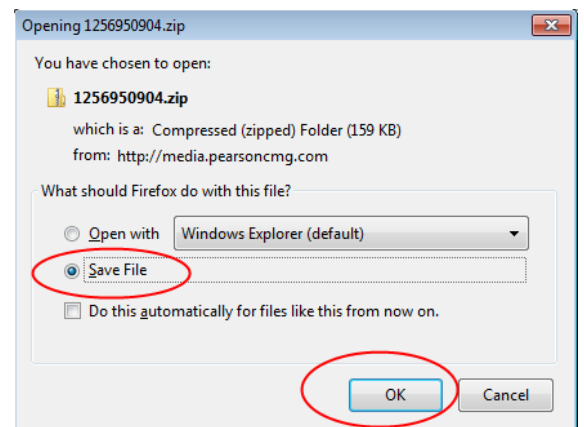 Opening 1256950904.zip
You have chosen to open:
1256950904.zip
which is a: Compressed (zipped) Folder (159 KB)
from: http://media.pearsoncmg.com
What should Firefox do with this file?
Open with Windows Explorer (default)
Save File
Do this automatically for files like this from now on.
OK Cancel